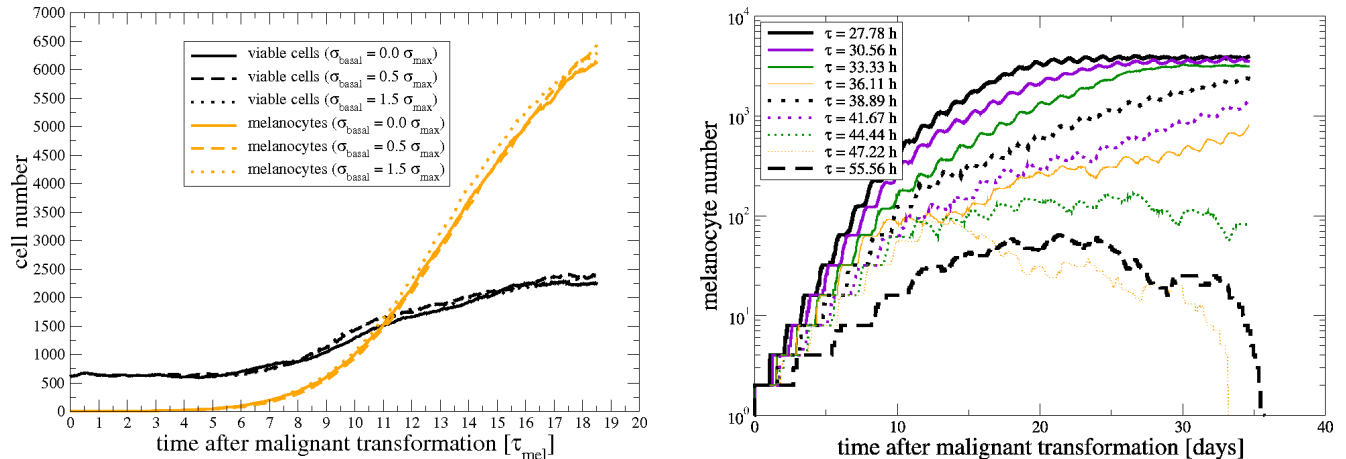 7000
6500
6000
5500
5000
4500
4000
3500
3000
2500
2000
1500
1000
500
0
cell number
viable cells (σbasal = 0.0 σmax)
viable cells (σbasal = 0.5 σmax)
viable cells (σbasal = 1.5 σmax)
melanocytes (σbasal = 0.0 σmax)
melanocytes (σbasal = 0.5 σmax)
melanocytes (σbasal = 1.5 σmax)
0 1 2 3 4 5 6 7 8 9 10 11 12 13 14 15 16 17 18 19 20
time after malignant transformation [τmel]
10^4
10^3
10^2
10^1
10^0
melanocyte number
τ = 27.78 h
τ = 30.56 h
τ = 33.33 h
τ = 36.11 h
τ = 38.89 h
τ = 41.67 h
τ = 44.44 h
τ = 47.22 h
τ = 55.56 h
0 10 20 30 40
time after malignant transformation [days]